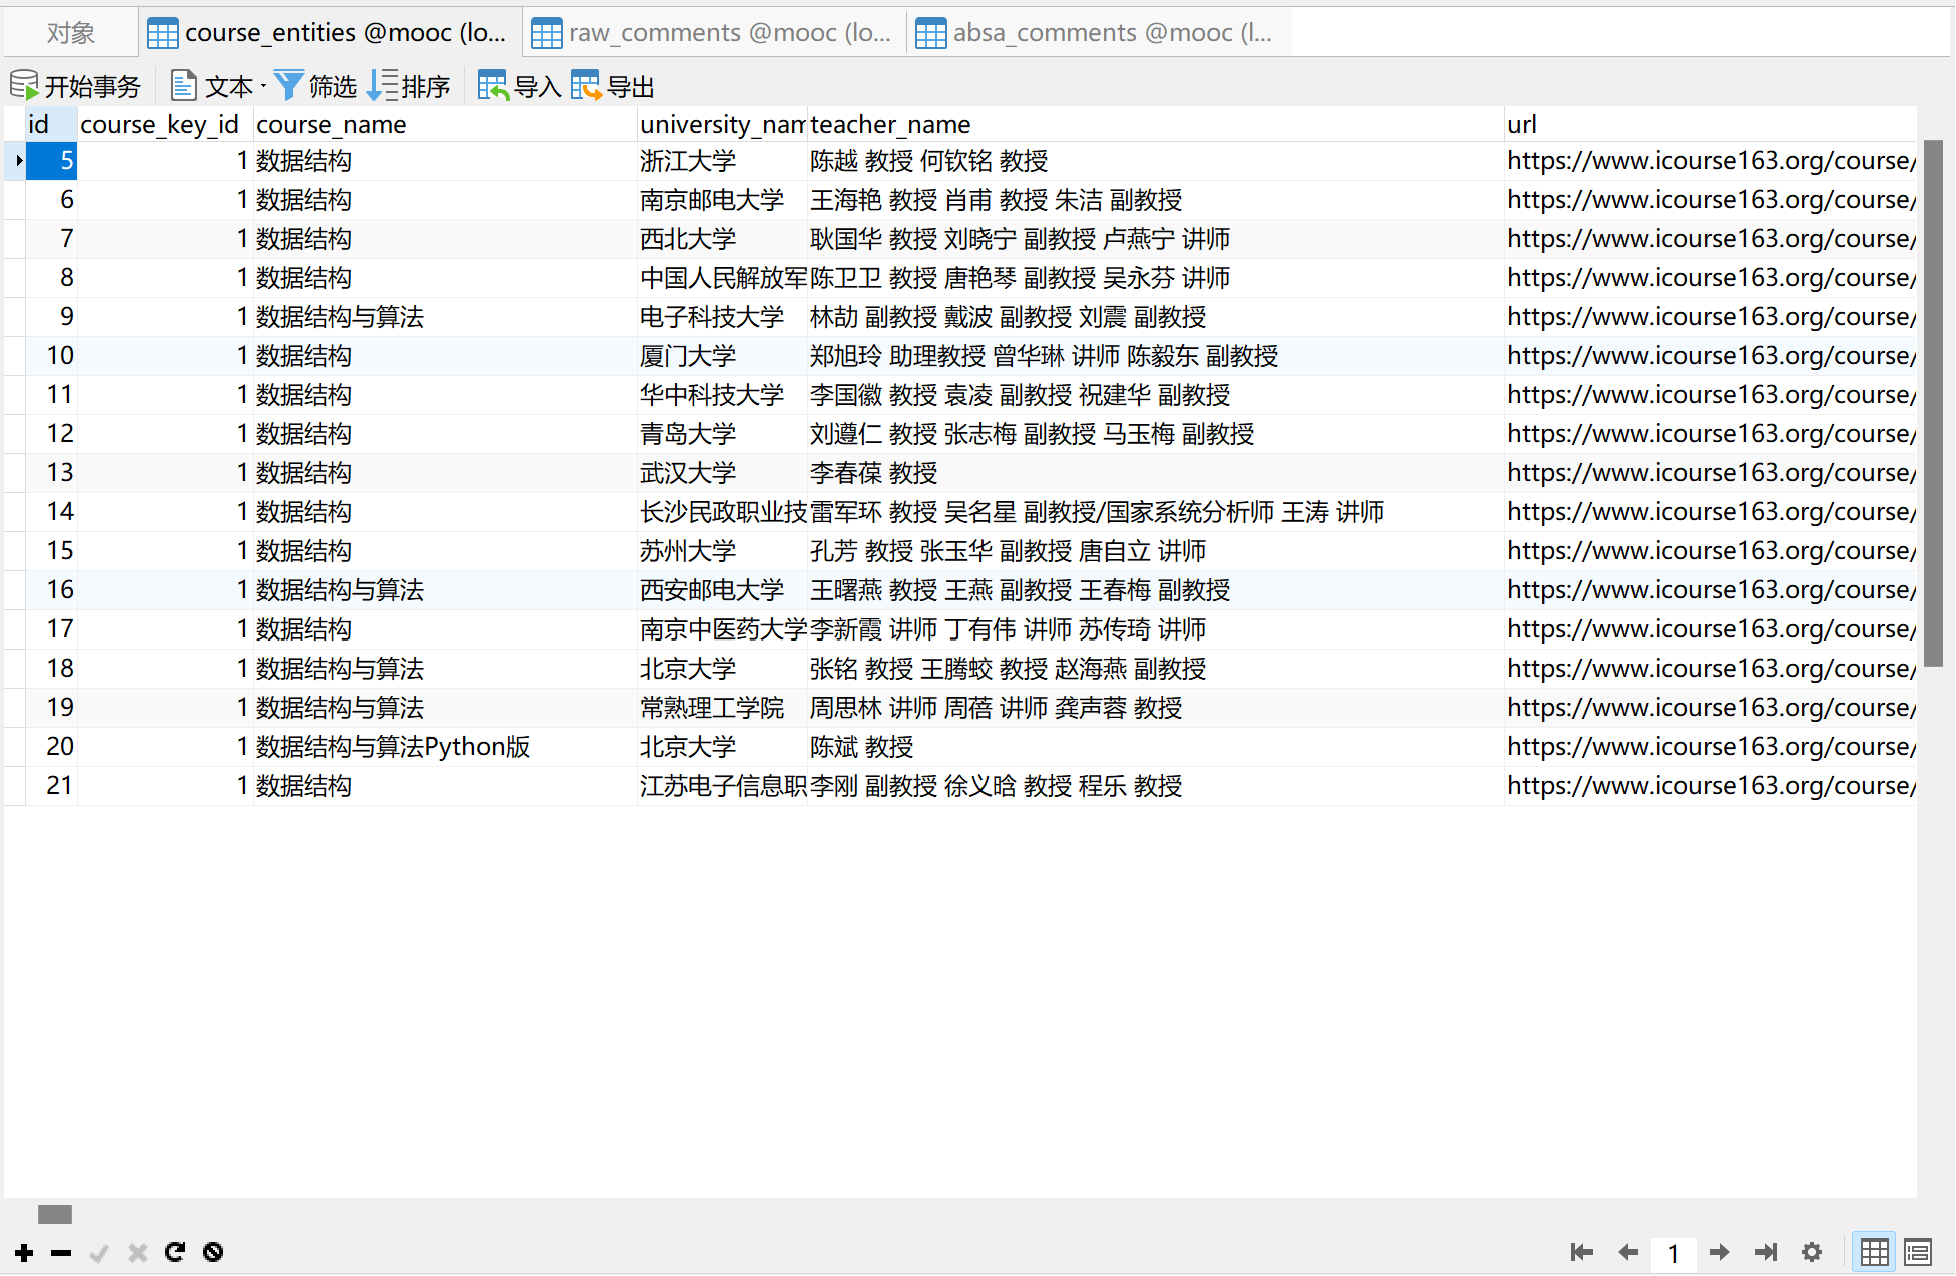 对象 course_entities @mooc (lo... raw_comments @mooc (lo... absa_comments @mooc (l...
开始事务 文本 筛选 排序 导入 导出
id course_key_id course_name university_nam teacher_name url
5 1 数据结构 浙江大学 陈越 教授 何钦铭 教授 https://www.icourse163.org/course/
6 1 数据结构 南京邮电大学 王海艳 教授 肖甫 教授 朱洁 副教授 https://www.icourse163.org/course/
7 1 数据结构 西北大学 耿国华 教授 刘晓宁 副教授 卢燕宁 讲师 https://www.icourse163.org/course/
8 1 数据结构 中国人民解放军 陈卫卫 教授 唐艳琴 副教授 吴永芬 讲师 https://www.icourse163.org/course/
9 1 数据结构与算法 电子科技大学 林劼 副教授 戴波 副教授 刘震 副教授 https://www.icourse163.org/course/
10 1 数据结构 厦门大学 郑旭玲 助理教授 曾华琳 讲师 陈毅东 副教授 https://www.icourse163.org/course/
11 1 数据结构 华中科技大学 李国徽 教授 袁凌 副教授 祝建华 副教授 https://www.icourse163.org/course/
12 1 数据结构 青岛大学 刘遵仁 教授 张志梅 副教授 马玉梅 副教授 https://www.icourse163.org/course/
13 1 数据结构 武汉大学 李春葆 教授 https://www.icourse163.org/course/
14 1 数据结构 长沙民政职业技 雷军环 教授 吴名星 副教授/国家系统分析师 王涛 讲师 https://www.icourse163.org/course/
15 1 数据结构 苏州大学 孔芳 教授 张玉华 副教授 唐自立 讲师 https://www.icourse163.org/course/
16 1 数据结构与算法 西安邮电大学 王曙燕 教授 王燕 副教授 王春梅 副教授 https://www.icourse163.org/course/
17 1 数据结构 南京中医药大学 李新霞 讲师 丁有伟 讲师 苏传琦 讲师 https://www.icourse163.org/course/
18 1 数据结构与算法 北京大学 张铭 教授 王腾蛟 教授 赵海燕 副教授 https://www.icourse163.org/course/
19 1 数据结构与算法 常熟理工学院 周思林 讲师 周蓓 讲师 龚声蓉 教授 https://www.icourse163.org/course/
20 1 数据结构与算法Python版 北京大学 陈斌 教授 https://www.icourse163.org/course/
21 1 数据结构 江苏电子信息职 李刚 副教授 徐义晗 教授 程乐 教授 https://www.icourse163.org/course/
1